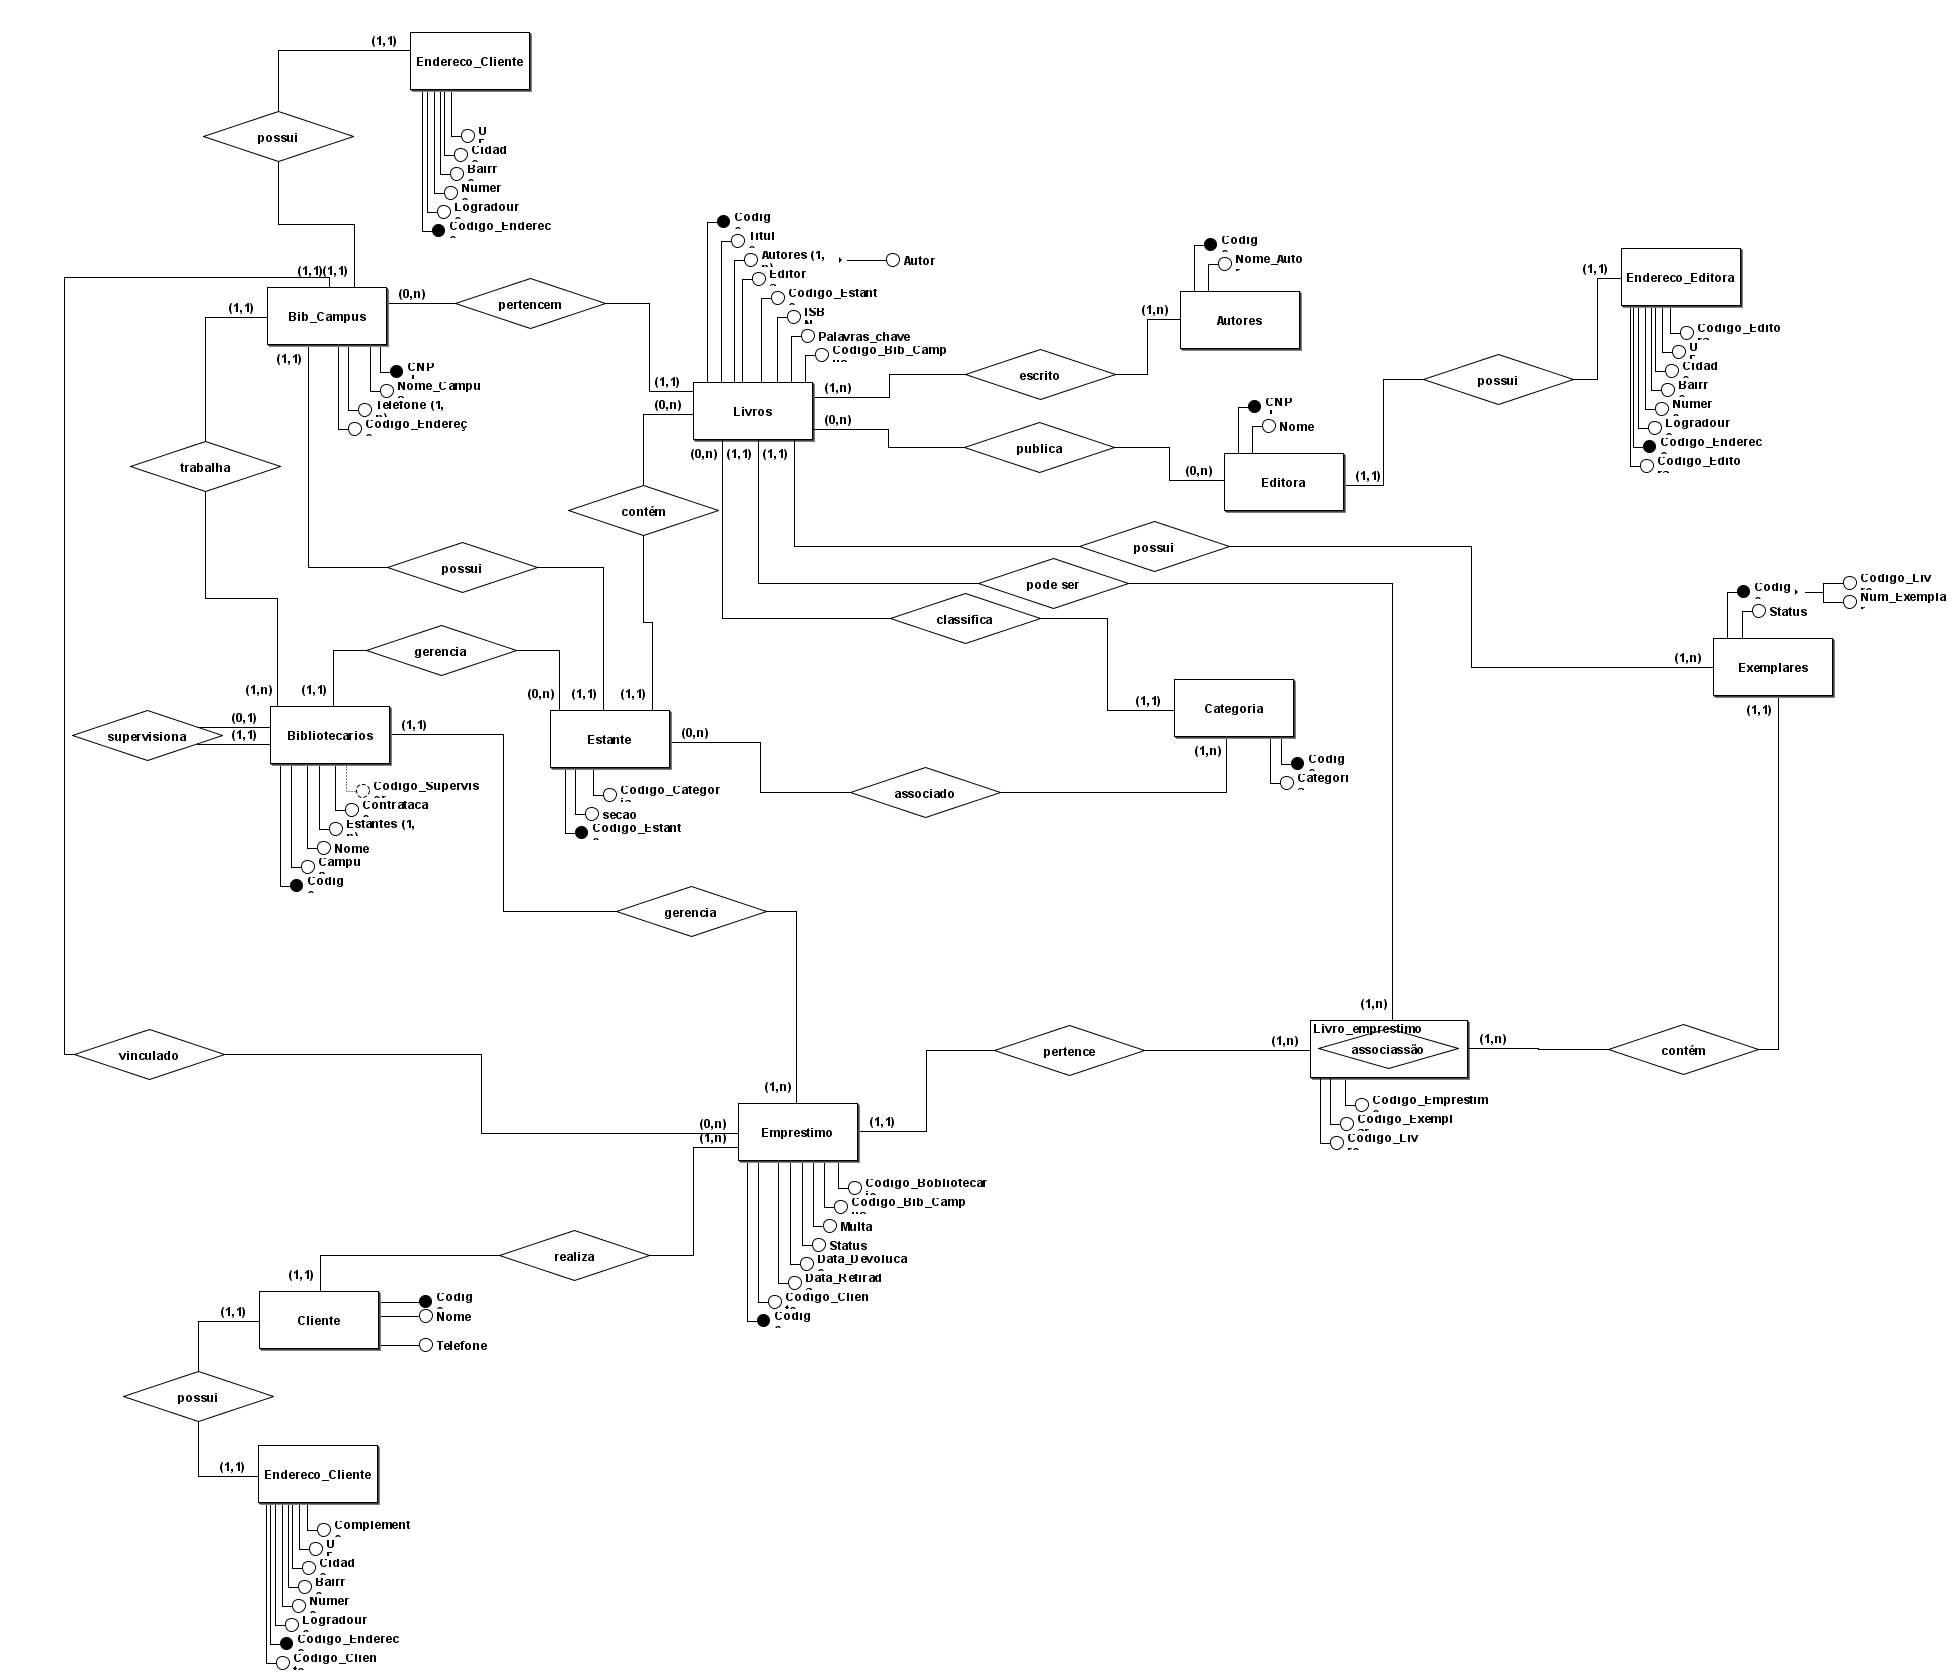 (1,1)
Endereco_Cliente
possui
U
Cidad
Bairr
Numer
Logradour
Codigo_Enderec
Codig
Titul
Autores (1,
Autor
Editor
Codigo_Estant
ISB
Palavras_chave
Codigo_Bib_Camp
Codig
Nome_Auto
(1,1)
Endereco_Editora
(1,1)(1,1)
(0,n)
pertencem
(1,1)
Bib_Campus
(1,n)
Autores
(1,1)
CNP
Nome_Campu
Telefone (1,
Codigo_Endereç
(1,1)
(1,n)
escrito
possui
Codigo_Edito
U
Cidad
Bairr
Numer
Logradour
Codigo_Enderec
Codigo_Edito
(0,n)
Livros
(0,n)
CNP
Nome
publica
(0,n)
(1,1)
(1,1)
trabalha
(0,n)
Editora
(1,1)
contém
possui
possui
pode ser
classifica
Codig
Codigo_Liv
Num_Exempla
Status
gerencia
(1,n)
Exemplares
(1,n)
(1,1)
(0,n)
(1,1)
(1,1)
(1,1)
Categoria
(1,1)
supervisiona
(0,1)
(1,1)
Bibliotecarios
(1,1)
Estante
(0,n)
(1,n)
Codig
Categori
Codigo_Supervis
Contrataca
Estantes (1,
Nome
Campu
Codig
Codigo_Categor
secao
Codigo_Estant
associado
gerencia
(1,n)
vinculado
pertence
(1,n)
Livro_emprestimo
associassão
(1,n)
contém
(1,n)
(0,n)
(1,n)
Emprestimo
(1,1)
Codigo_Emprestim
Codigo_Exempl
Codigo_Liv
Codigo_Bobliotecar
Codigo_Bib_Camp
Multa
Status
Data_Devoluca
Data_Retirad
Codigo_Clien
Codig
realiza
(1,1)
(1,1)
Cliente
Codig
Nome
Telefone
possui
(1,1)
Endereco_Cliente
Complement
U
Cidad
Bairr
Numer
Logradour
Codigo_Enderec
Codigo_Clien